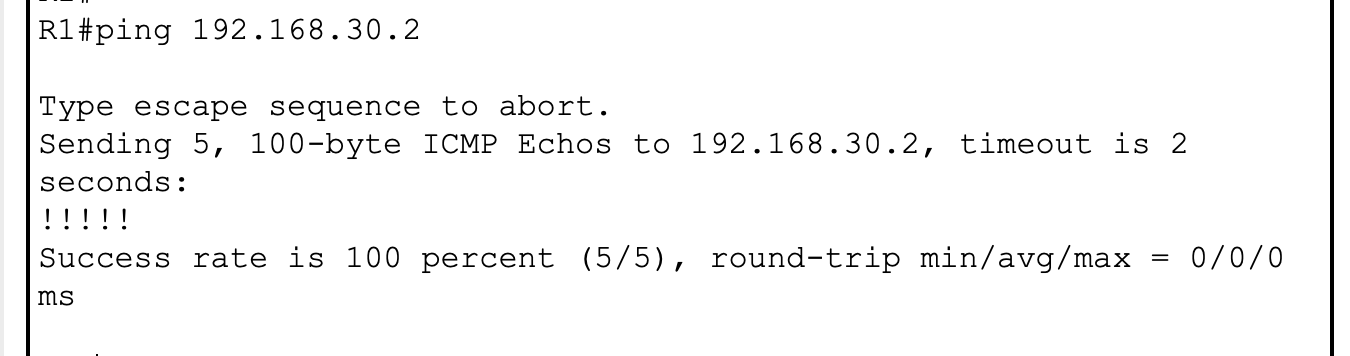 R1#ping 192.168.30.2
Type escape sequence to abort.
Sending 5, 100-byte ICMP Echos to 192.168.30.2, timeout is 2
seconds:
!!!!!
Success rate is 100 percent (5/5), round-trip min/avg/max = 0/0/0
ms